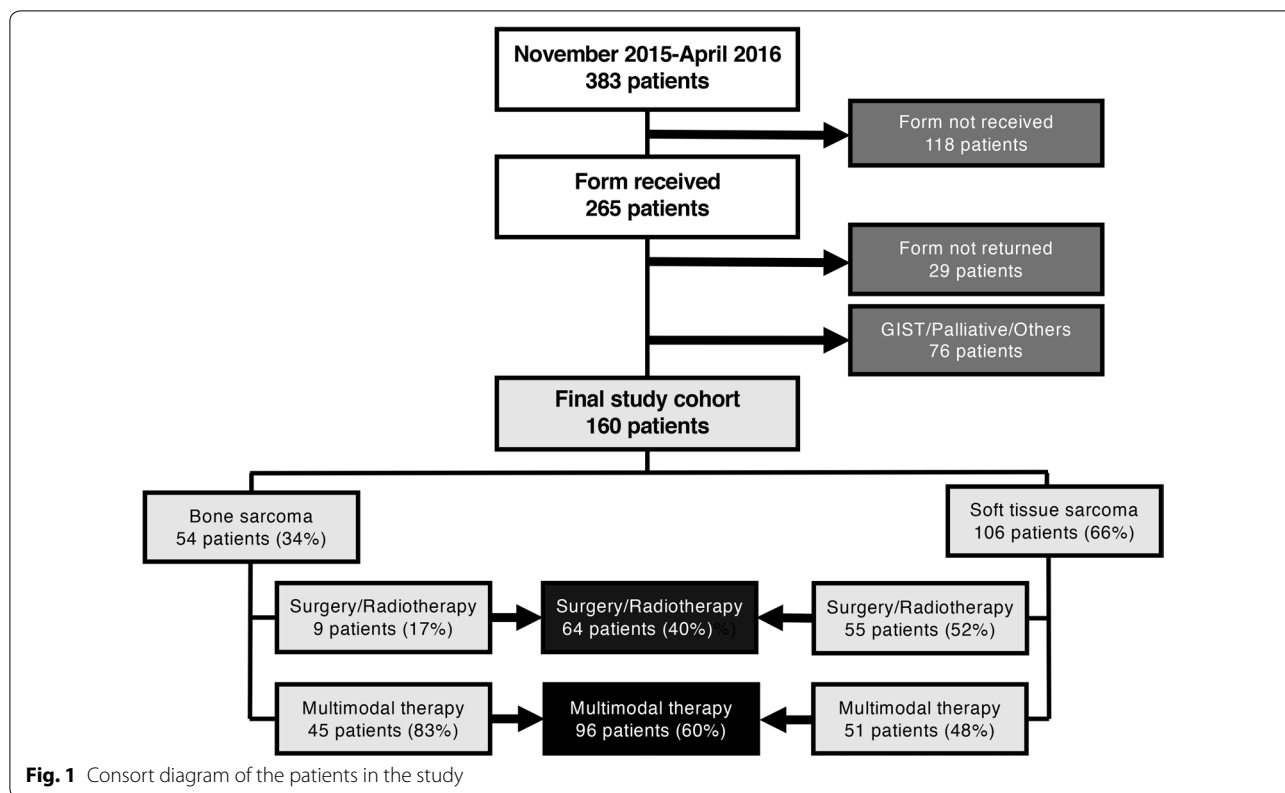 November 2015-April 2016
383 patients
Form not received
118 patients
Form received
265 patients
Form not returned
29 patients
GIST/Palliative/Others
76 patients
Final study cohort
160 patients
Bone sarcoma
54 patients (34%)
Soft tissue sarcoma
106 patients (66%)
Surgery/Radiotherapy
9 patients (17%)
Surgery/Radiotherapy
64 patients (40%)%)
Surgery/Radiotherapy
55 patients (52%)
Multimodal therapy
45 patients (83%)
Multimodal therapy
96 patients (60%)
Multimodal therapy
51 patients (48%)
Fig. 1 Consort diagram of the patients in the study